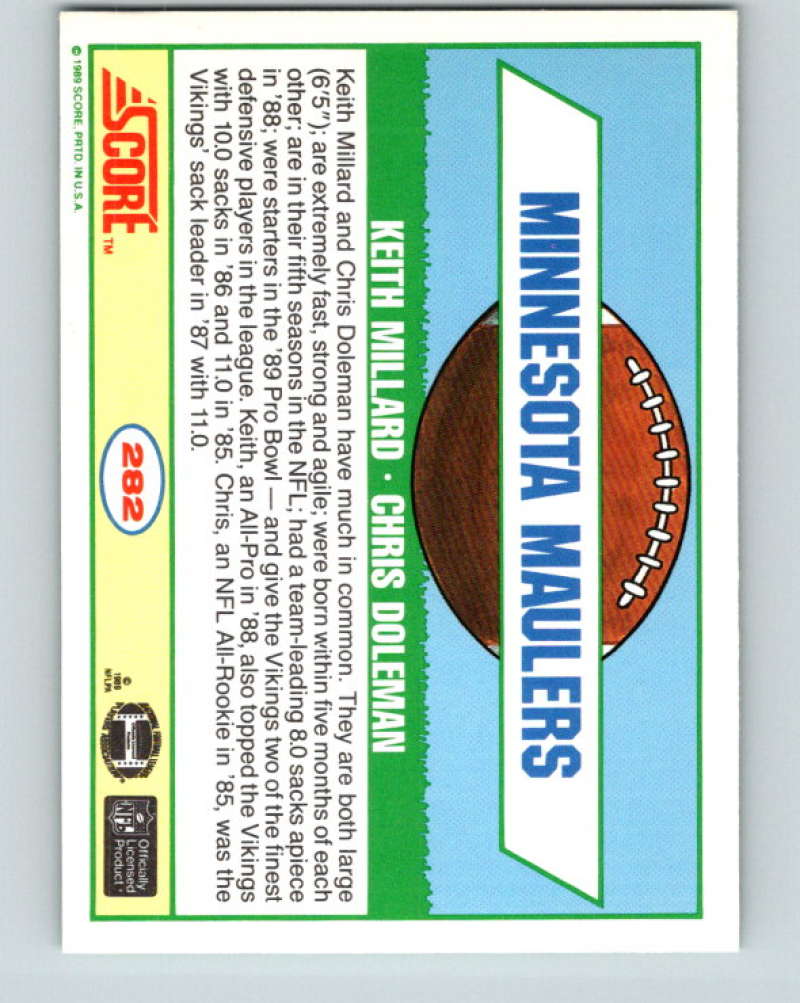 MINNESOTA MAULERS
KEITH MILLARD • CHRIS DOLEMAN
Keith Millard and Chris Doleman have much in common. They are both large
(6'5"); are extremely fast, strong and agile; were born within five months of each
other; are in their fifth seasons in the NFL; had a team-leading 8.0 sacks apiece
in '88; were starters in the '89 Pro Bowl — and give the Vikings two of the finest
defensive players in the league. Keith, an All-Pro in '88, also topped the Vikings
with 10.0 sacks in '86 and 11.0 in '85. Chris, an NFL All-Rookie in '85, was the
Vikings' sack leader in '87 with 11.0.
SCORE TM
282
©
1989
NFLPA
NFL
Officially
Licensed
Product
© 1989 SCORE, PRTD. IN U.S.A.